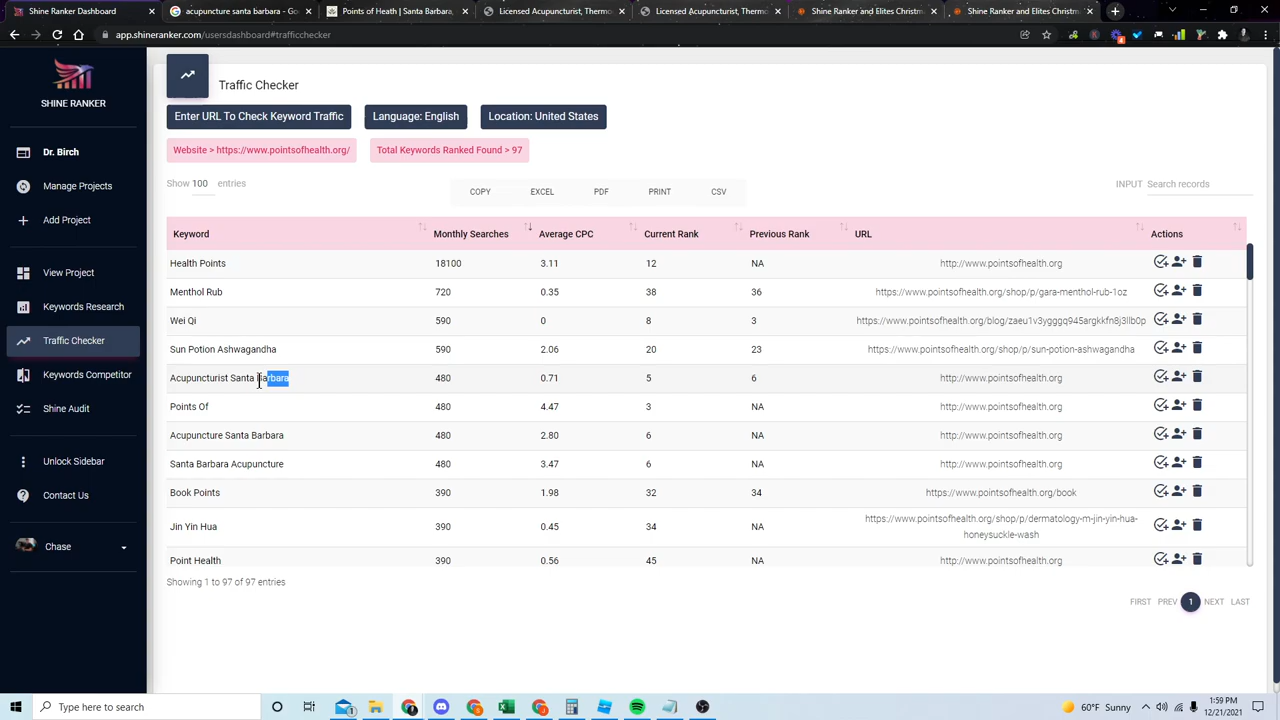 Shine Ranker Dashboard
google - Go
Points of Heath | Santa Barbara,
Licensed Acupuncture, Thermo
Licensed Acupuncture, Thermo
Shine Ranker and Elites Christm
Shine Ranker and Elites Christm
app.shineranker.com/usersdashboard#trafficchecker
SHINE RANKER
Dr. Birch
Manage Projects
Add Project
View Project
Keywords Research
Traffic Checker
Keywords Competitor
Shine Audit
Unlock Sidebar
Contact Us
Chase
Traffic Checker
Enter URL To Check Keyword Traffic Language: English Location: United States
Website > https://www.pointsofhealth.org/ Total Keywords Ranked Found > 97
Show 100 entries COPY EXCEL PDF PRINT CSV INPUT Search records
Keyword Monthly Searches Average CPC Current Rank Previous Rank URL Actions
Health Points 18100 3.11 12 NA http://www.pointsofhealth.org
Menthol Rub 720 0.35 38 36 https://www.pointsofhealth.org/shop/p/gara-menthol-rub-1oz
Wei Qi 590 0 8 3 https://www.pointsofhealth.org/blog/zaeu1v3ygggq945argkkfn8j3llb0p
Sun Potion Ashwagandha 590 2.06 20 23 https://www.pointsofhealth.org/shop/p/sun-potion-ashwagandha
Acupuncturist Santa Barbara 480 0.71 5 6 http://www.pointsofhealth.org
Points Of 480 4.47 3 NA http://www.pointsofhealth.org
Acupuncture Santa Barbara 480 2.80 6 NA http://www.pointsofhealth.org
Santa Barbara Acupuncture 480 3.47 6 NA http://www.pointsofhealth.org
Book Points 390 1.98 32 34 https://www.pointsofhealth.org/book
Jin Yin Hua 390 0.45 34 NA https://www.pointsofhealth.org/shop/p/dermatology-m-jin-yin-hua-
honeysuckle-wash
Point Health 390 0.56 45 NA http://www.pointsofhealth.org
Showing 1 to 97 of 97 entries
FIRST PREV 1 NEXT LAST
Type here to search
60°F Sunny
1:59 PM
12/21/2021